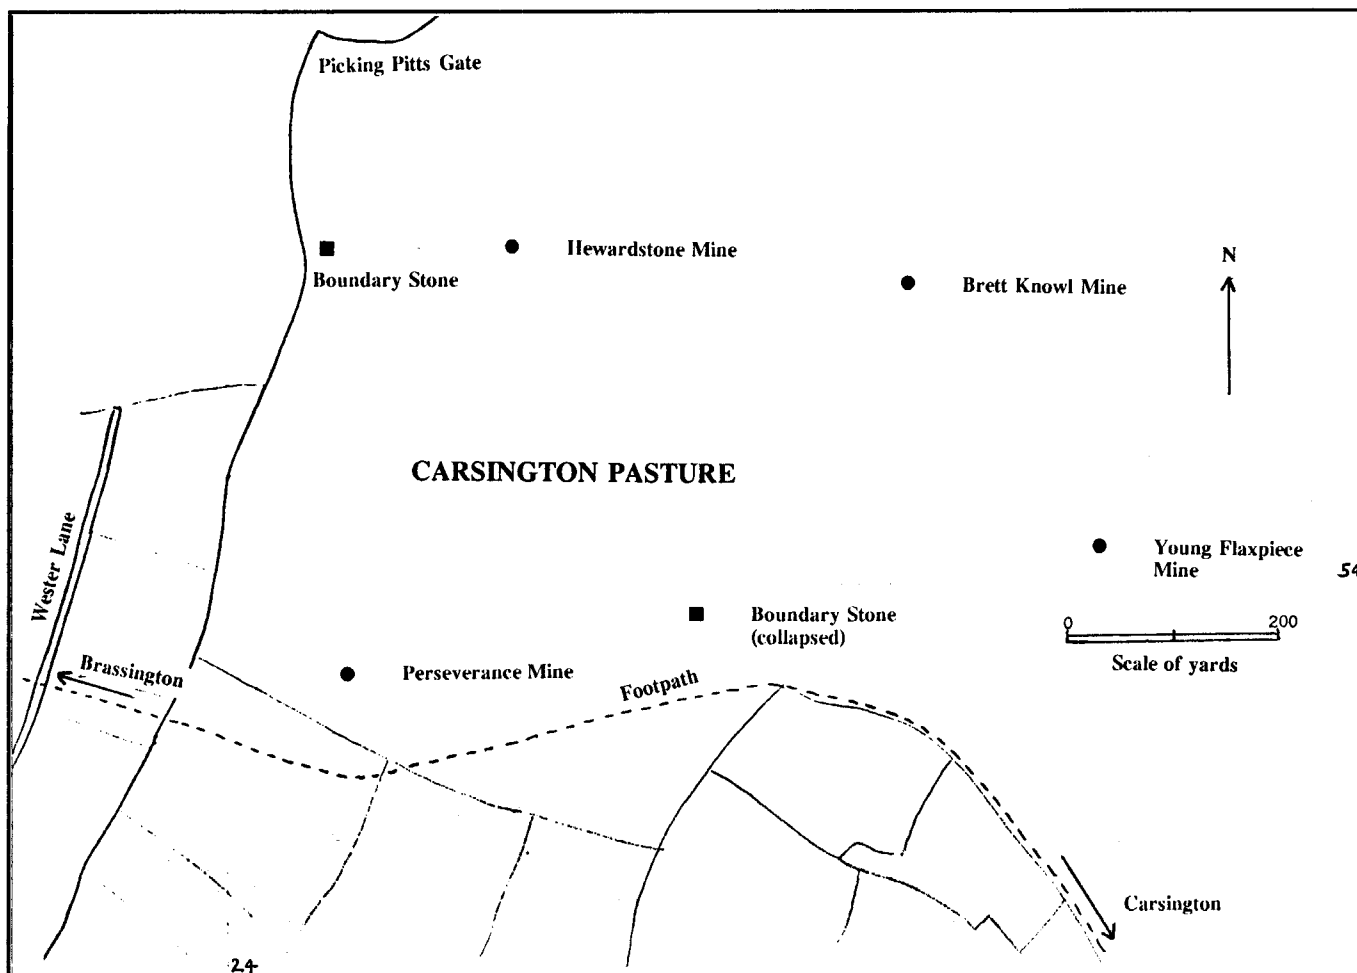 Picking Pitts Gate
Hewardstone Mine
Boundary Stone
N
Brett Knowl Mine
CARSINGTON PASTURE
Wester Lane
Young Flaxpiece
Mine
54
Boundary Stone
(collapsed)
0 200
Scale of yards
Brassington
Perseverance Mine
Footpath
Carsington
24